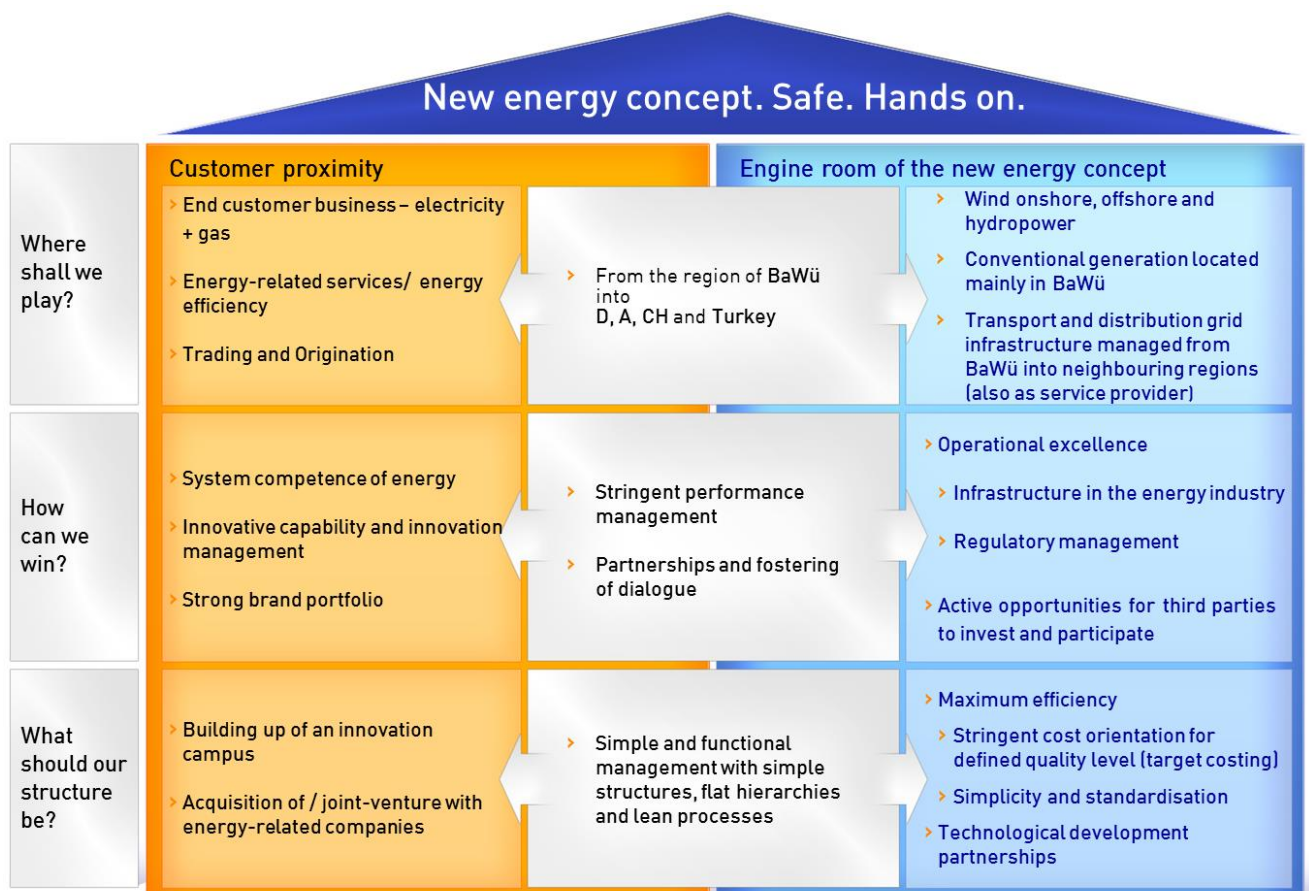 New energy concept. Safe. Hands on.
Customer proximity
Engine room of the new energy concept
Where
shall we
play?
› End customer business – electricity
+ gas
› Energy-related services/ energy
efficiency
› Trading and Origination
› From the region of BaWü
into
D, A, CH and Turkey
› Wind onshore, offshore and
hydropower
› Conventional generation located
mainly in BaWü
› Transport and distribution grid
infrastructure managed from
BaWü into neighbouring regions
(also as service provider)
How
can we
win?
› System competence of energy
› Innovative capability and innovation
management
› Strong brand portfolio
› Stringent performance
management
› Partnerships and fostering
of dialogue
› Operational excellence
› Infrastructure in the energy industry
› Regulatory management
› Active opportunities for third parties
to invest and participate
What
should our
structure
be?
› Building up of an innovation
campus
› Acquisition of / joint-venture with
energy-related companies
› Simple and functional
management with simple
structures, flat hierarchies
and lean processes
› Maximum efficiency
› Stringent cost orientation for
defined quality level (target costing)
› Simplicity and standardisation
› Technological development
partnerships